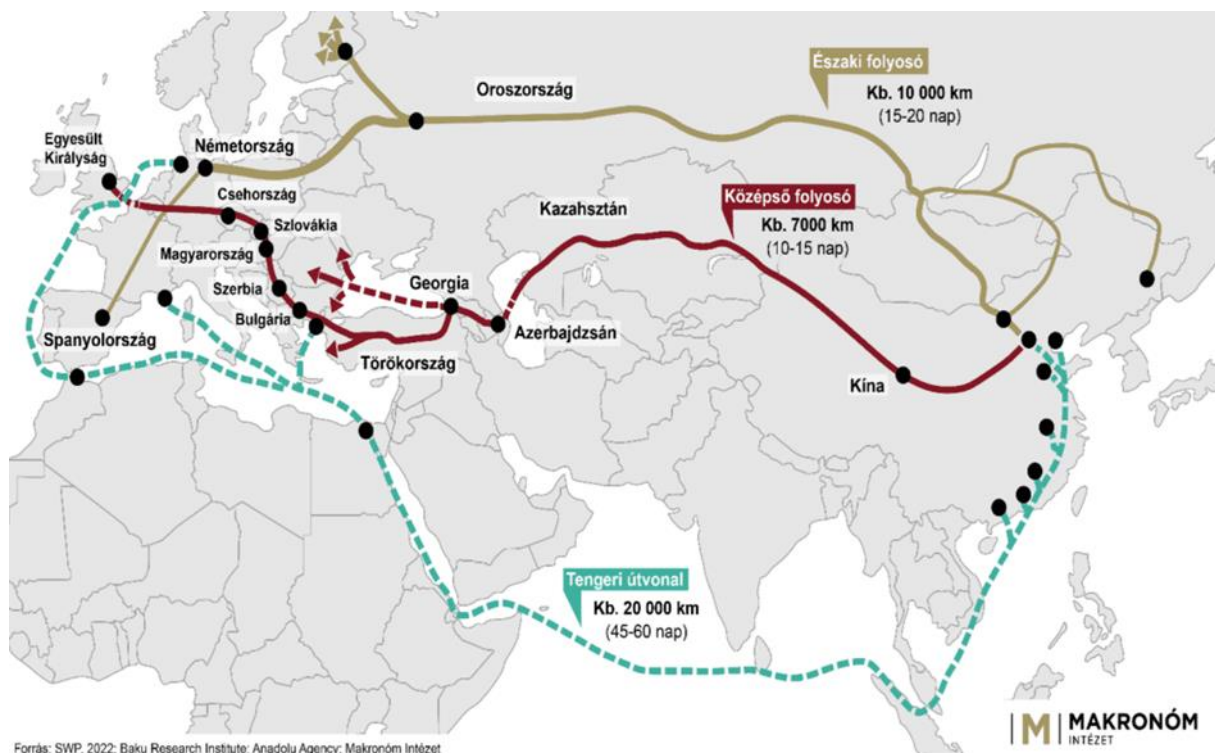 Északi folyosó
Kb. 10 000 km
(15-20 nap)
Oroszország
Egyesült
Királyság
Németország
Csehország
Szlovákia
Magyarország
Szerbia
Bulgária
Spanyolország
Törökország
Georgia
Azerbajdzsán
Kazahsztán
Középső folyosó
Kb. 7000 km
(10-15 nap)
Kína
Tengeri útvonal
Kb. 20 000 km
(45-60 nap)
M MAKRONÓM
INTÉZET
Forrás: SWP, 2022; Baku Research Institute; Anadolu Agency; Makronóm Intézet